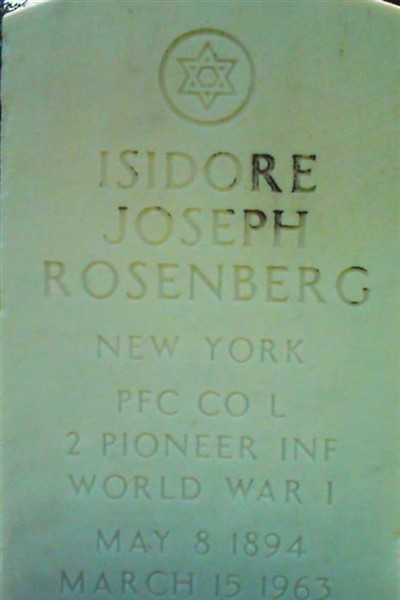 ISIDORE
JOSEPH
ROSENBERG
NEW YORK
PFC CO L
2 PIONEER INF
WORLD WAR I
MAY 8 1894
MARCH 15 1963